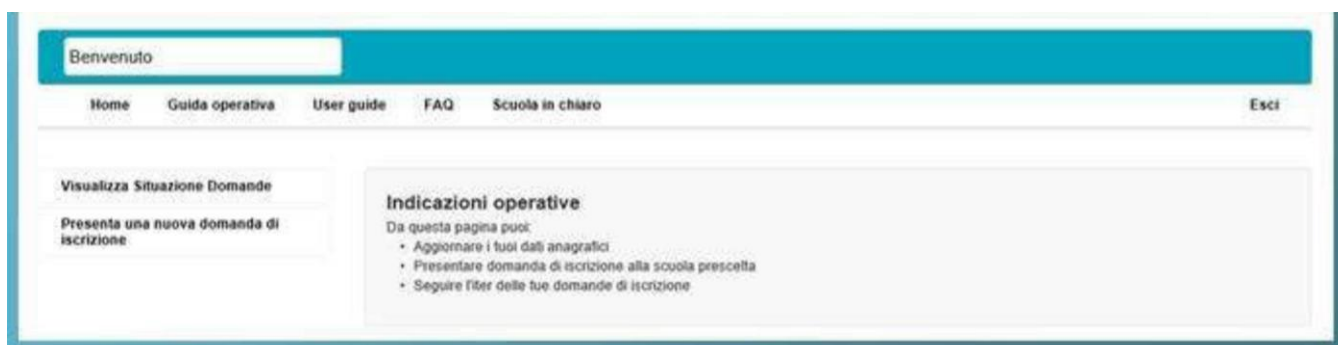 Benvenuto
Home Guida operativa User guide FAQ Scuola in chiaro Esci
Visualizza Situazione Domande
Presenta una nuova domanda di
iscrizione
Indicazioni operative
Da questa pagina puoi:
• Aggiornare i tuoi dati anagrafici
• Presentare domanda di iscrizione alla scuola prescelta
• Seguire l'iter delle tue domande di iscrizione